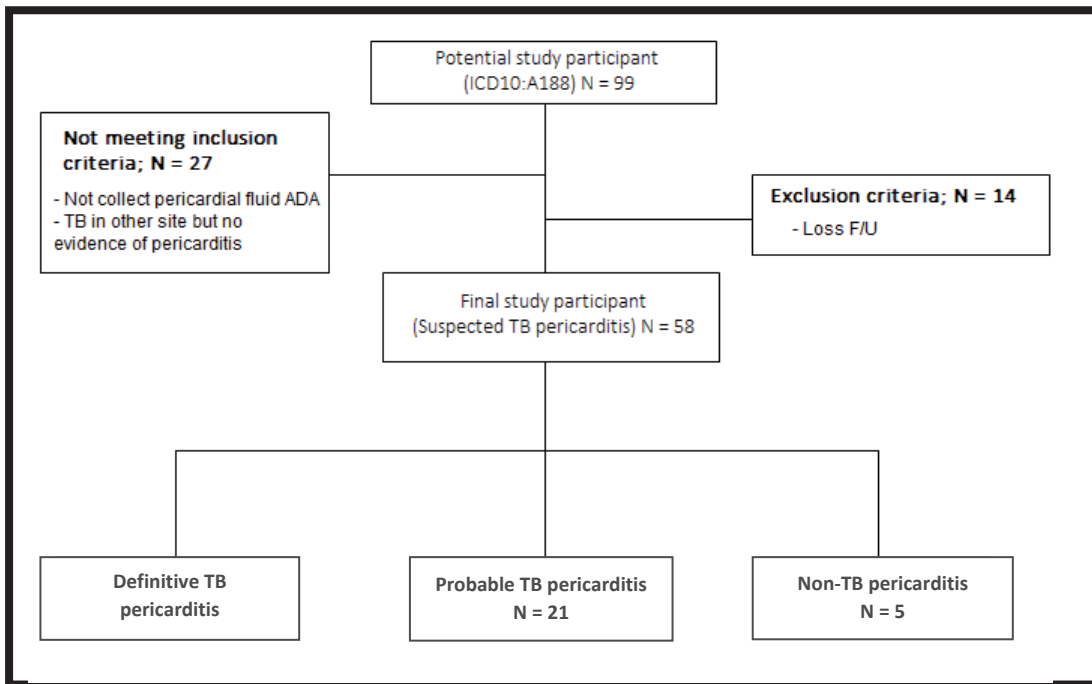 Potential study participant
(ICD10:A188) N = 99
Not meeting inclusion
criteria; N = 27
- Not collect pericardial fluid ADA
- TB in other site but no
evidence of pericarditis
Exclusion criteria; N = 14
- Loss F/U
Final study participant
(Suspected TB pericarditis) N = 58
Definitive TB
pericarditis
Probable TB pericarditis
N = 21
Non-TB pericarditis
N = 5